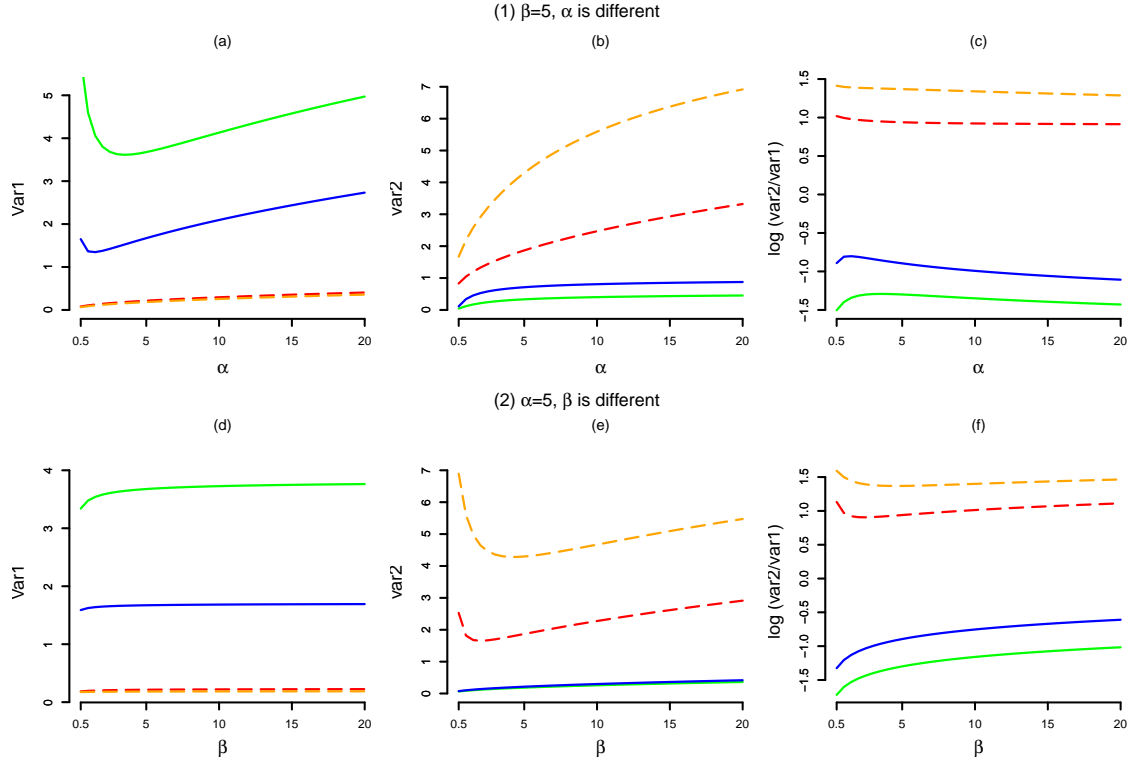 (1) β=5, α is different
(a)
(b)
(c)
Var1
0 1 2 3 4 5
0.5 5 10 15 20
α
var2
0 1 2 3 4 5 6 7
0.5 5 10 15 20
α
log (var2/var1)
−1.5 −1.0 −0.5 0.0 0.5 1.0 1.5
0.5 5 10 15 20
α
(2) α=5, β is different
(d)
(e)
(f)
Var1
0 1 2 3 4
0.5 5 10 15 20
β
var2
0 1 2 3 4 5 6 7
0.5 5 10 15 20
β
log (var2/var1)
−1.5 −1.0 −0.5 0.0 0.5 1.0 1.5
0.5 5 10 15 20
β